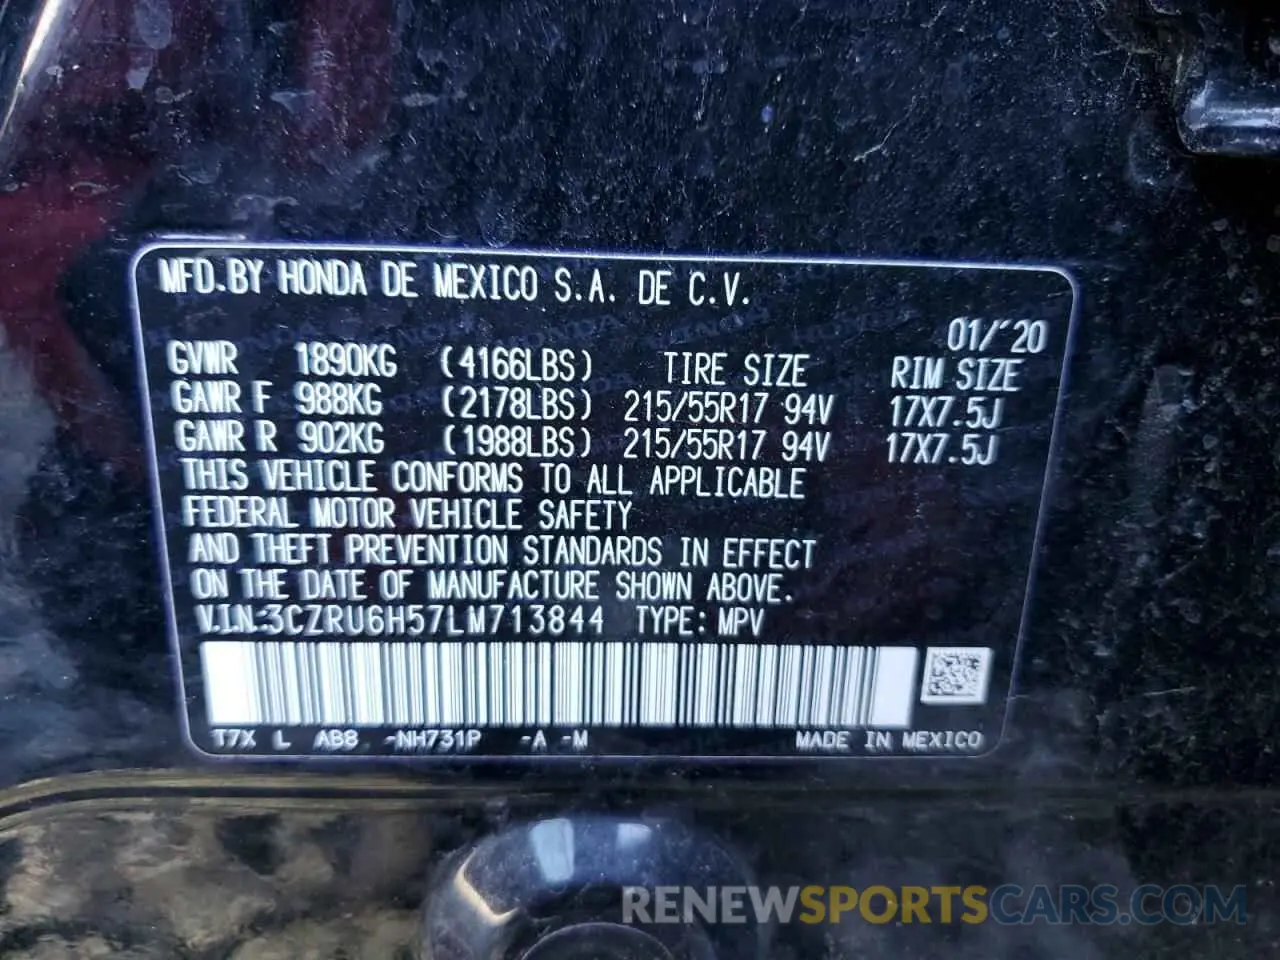 MFD.BY HONDA DE MEXICO S.A. DE C.V.
01/'20
GVWR 1890KG (4166LBS) TIRE SIZE RIM SIZE
GAWR F 988KG (2178LBS) 215/55R17 94V 17X7.5J
GAWR R 902KG (1988LBS) 215/55R17 94V 17X7.5J
THIS VEHICLE CONFORMS TO ALL APPLICABLE
FEDERAL MOTOR VEHICLE SAFETY
AND THEFT PREVENTION STANDARDS IN EFFECT
ON THE DATE OF MANUFACTURE SHOWN ABOVE.
V.I.N:3CZRU6H57LM713844 TYPE: MPV
T7X L AB8 -NH731P -A -M MADE IN MEXICO
RENEWSPORTSCARS.COM